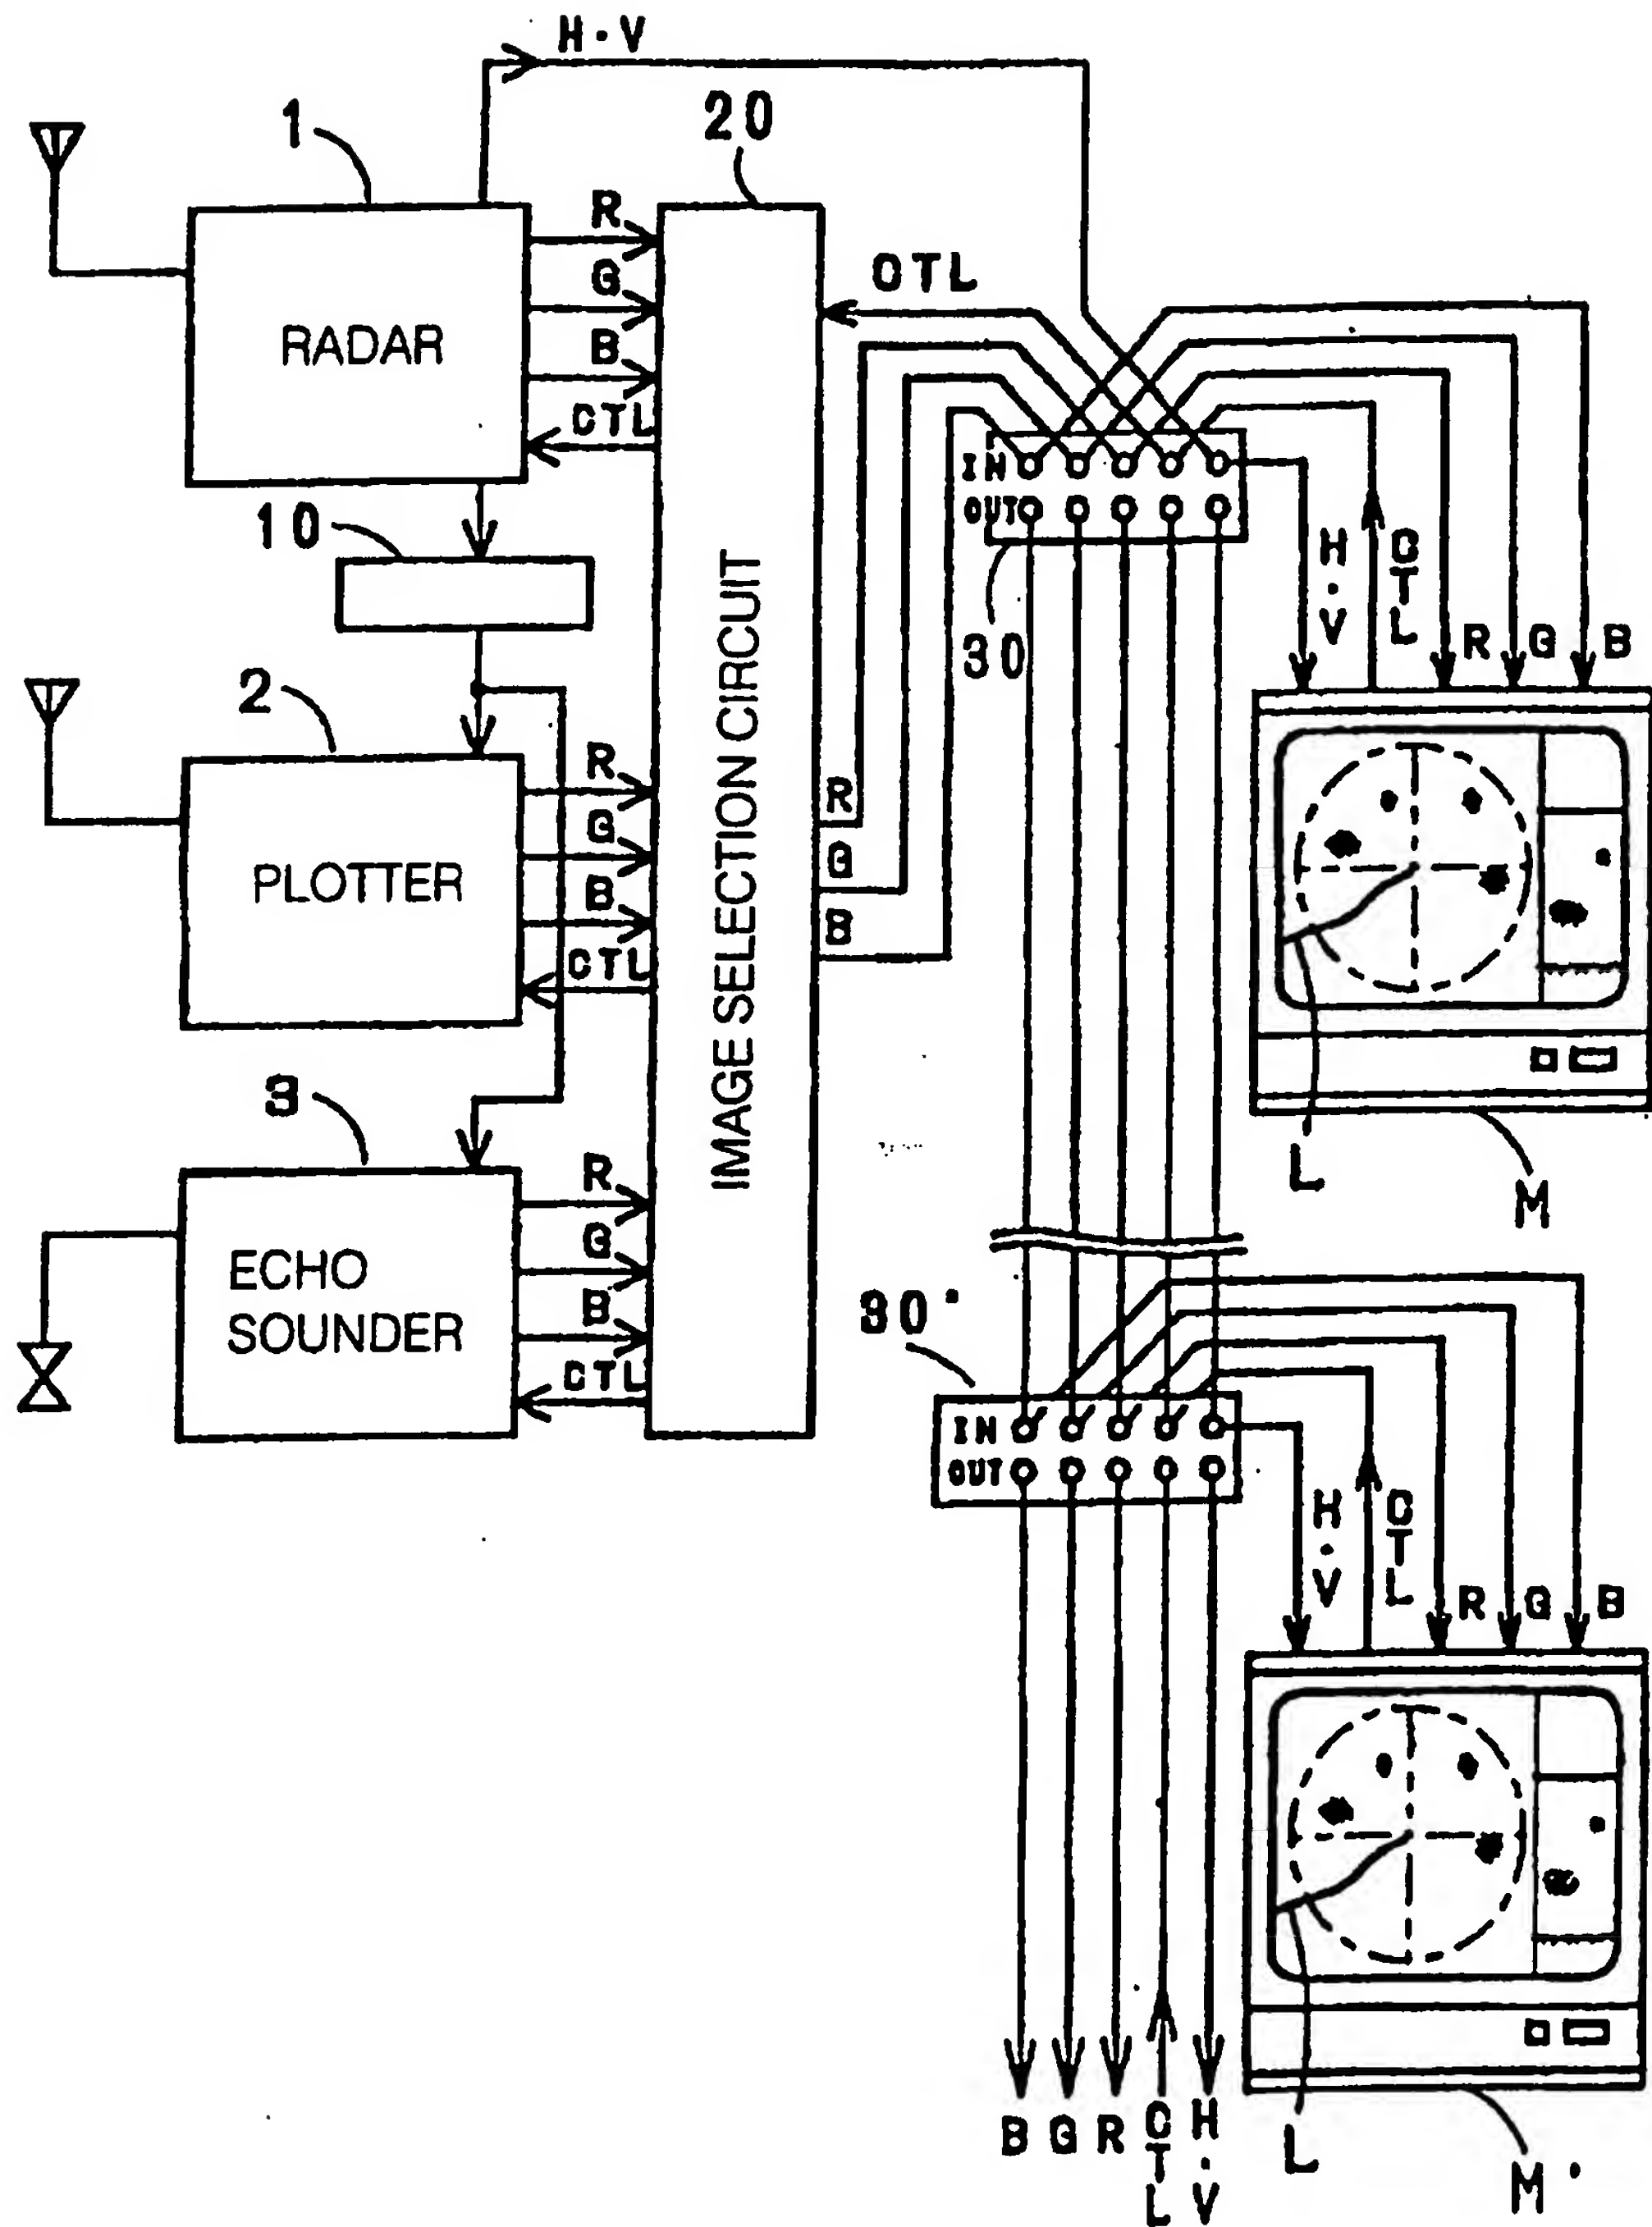 H·V
1
20
R
G
B
CTL
RADAR
CTL
IN
OUT
10
30
H·V
CTL
R
G
B
2
R
G
B
CTL
PLOTTER
IMAGE SELECTION CIRCUIT
R
G
B
L
M
3
R
G
B
CTL
ECHO
SOUNDER
30'
IN
OUT
H·V
CTL
R
G
B
B
G
R
CTL
H·V
L
M'